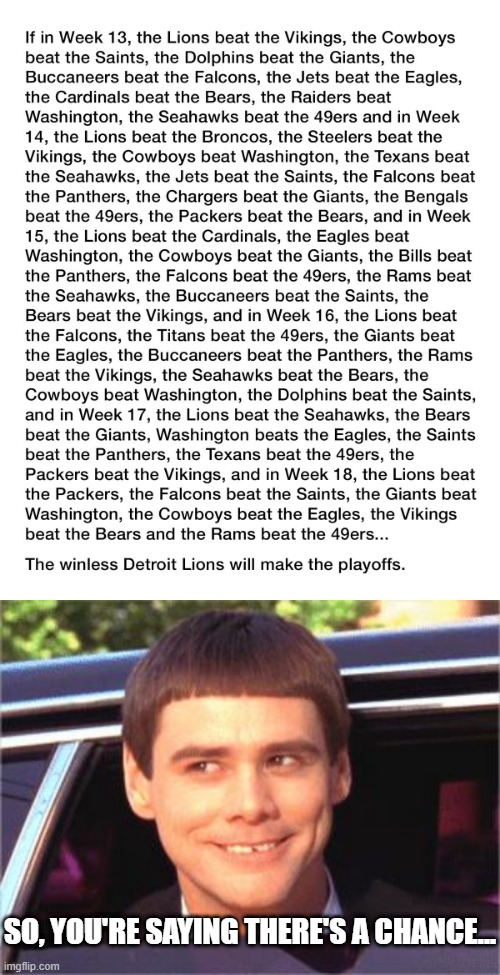 If in Week 13, the Lions beat the Vikings, the Cowboys
beat the Saints, the Dolphins beat the Giants, the
Buccaneers beat the Falcons, the Jets beat the Eagles,
the Cardinals beat the Bears, the Raiders beat
Washington, the Seahawks beat the 49ers and in Week
14, the Lions beat the Broncos, the Steelers beat the
Vikings, the Cowboys beat Washington, the Texans beat
the Seahawks, the Jets beat the Saints, the Falcons beat
the Panthers, the Chargers beat the Giants, the Bengals
beat the 49ers, the Packers beat the Bears, and in Week
15, the Lions beat the Cardinals, the Eagles beat
Washington, the Cowboys beat the Giants, the Bills beat
the Panthers, the Falcons beat the 49ers, the Rams beat
the Seahawks, the Buccaneers beat the Saints, the
Bears beat the Vikings, and in Week 16, the Lions beat
the Falcons, the Titans beat the 49ers, the Giants beat
the Eagles, the Buccaneers beat the Panthers, the Rams
beat the Vikings, the Seahawks beat the Bears, the
Cowboys beat Washington, the Dolphins beat the Saints,
and in Week 17, the Lions beat the Seahawks, the Bears
beat the Giants, Washington beats the Eagles, the Saints
beat the Panthers, the Texans beat the 49ers, the
Packers beat the Vikings, and in Week 18, the Lions beat
the Packers, the Falcons beat the Saints, the Giants beat
Washington, the Cowboys beat the Eagles, the Vikings
beat the Bears and the Rams beat the 49ers...
The winless Detroit Lions will make the playoffs.
SO, YOU'RE SAYING THERE'S A CHANCE...
imgflip.com